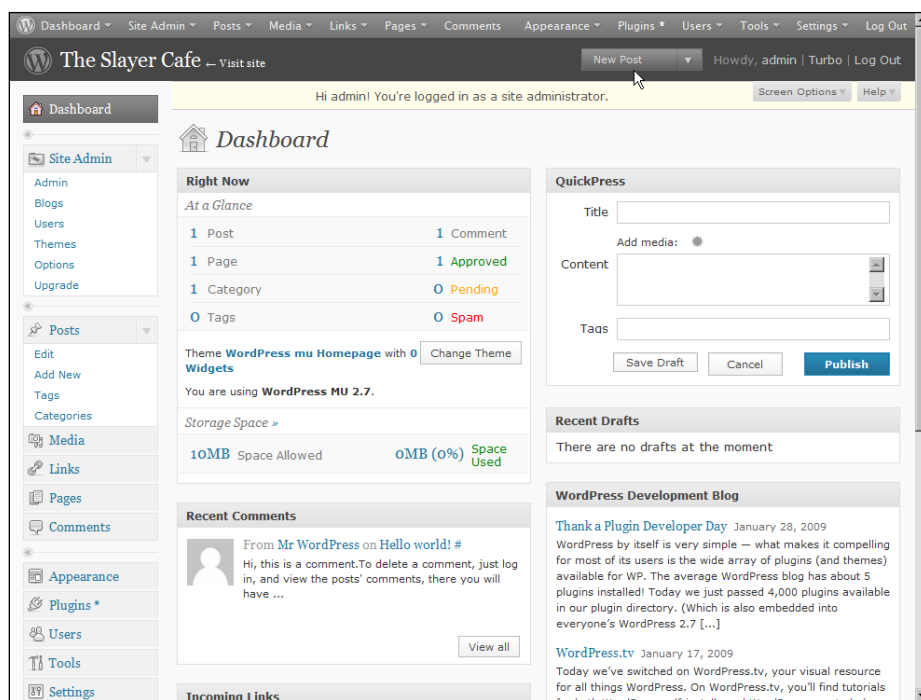 Dashboard Site Admin Posts Media Links Pages Comments Appearance Plugins * Users Tools Settings Log Out
The Slayer Cafe ← Visit site
New Post
Howdy, admin | Turbo | Log Out
Hi admin! You're logged in as a site administrator.
Screen Options
Help
Dashboard
Site Admin
Admin
Blogs
Users
Themes
Options
Upgrade
Posts
Edit
Add New
Tags
Categories
Media
Links
Pages
Comments
Appearance
Plugins *
Users
Tools
Settings
Dashboard
Right Now
At a Glance
1 Post 1 Comment
1 Page 1 Approved
1 Category 0 Pending
0 Tags 0 Spam
Theme WordPress mu Homepage with 0
Widgets
Change Theme
You are using WordPress MU 2.7.
Storage Space »
10MB Space Allowed 0MB (0%) Space
Used
Recent Comments
From Mr WordPress on Hello world! #
Hi, this is a comment.To delete a comment, just log
in, and view the posts' comments, there you will
have ...
View all
Incoming Links
QuickPress
Title
Add media:
Content
Tags
Save Draft
Cancel
Publish
Recent Drafts
There are no drafts at the moment
WordPress Development Blog
Thank a Plugin Developer Day January 28, 2009
WordPress by itself is very simple — what makes it compelling
for most of its users is the wide array of plugins (and themes)
available for WP. The average WordPress blog has about 5
plugins installed! Today we just passed 4,000 plugins available
in our plugin directory. (Which is also embedded into
everyone's WordPress 2.7 [...]
WordPress.tv January 17, 2009
Today we've switched on WordPress.tv, your visual resource
for all things WordPress. On WordPress.tv, you'll find tutorials